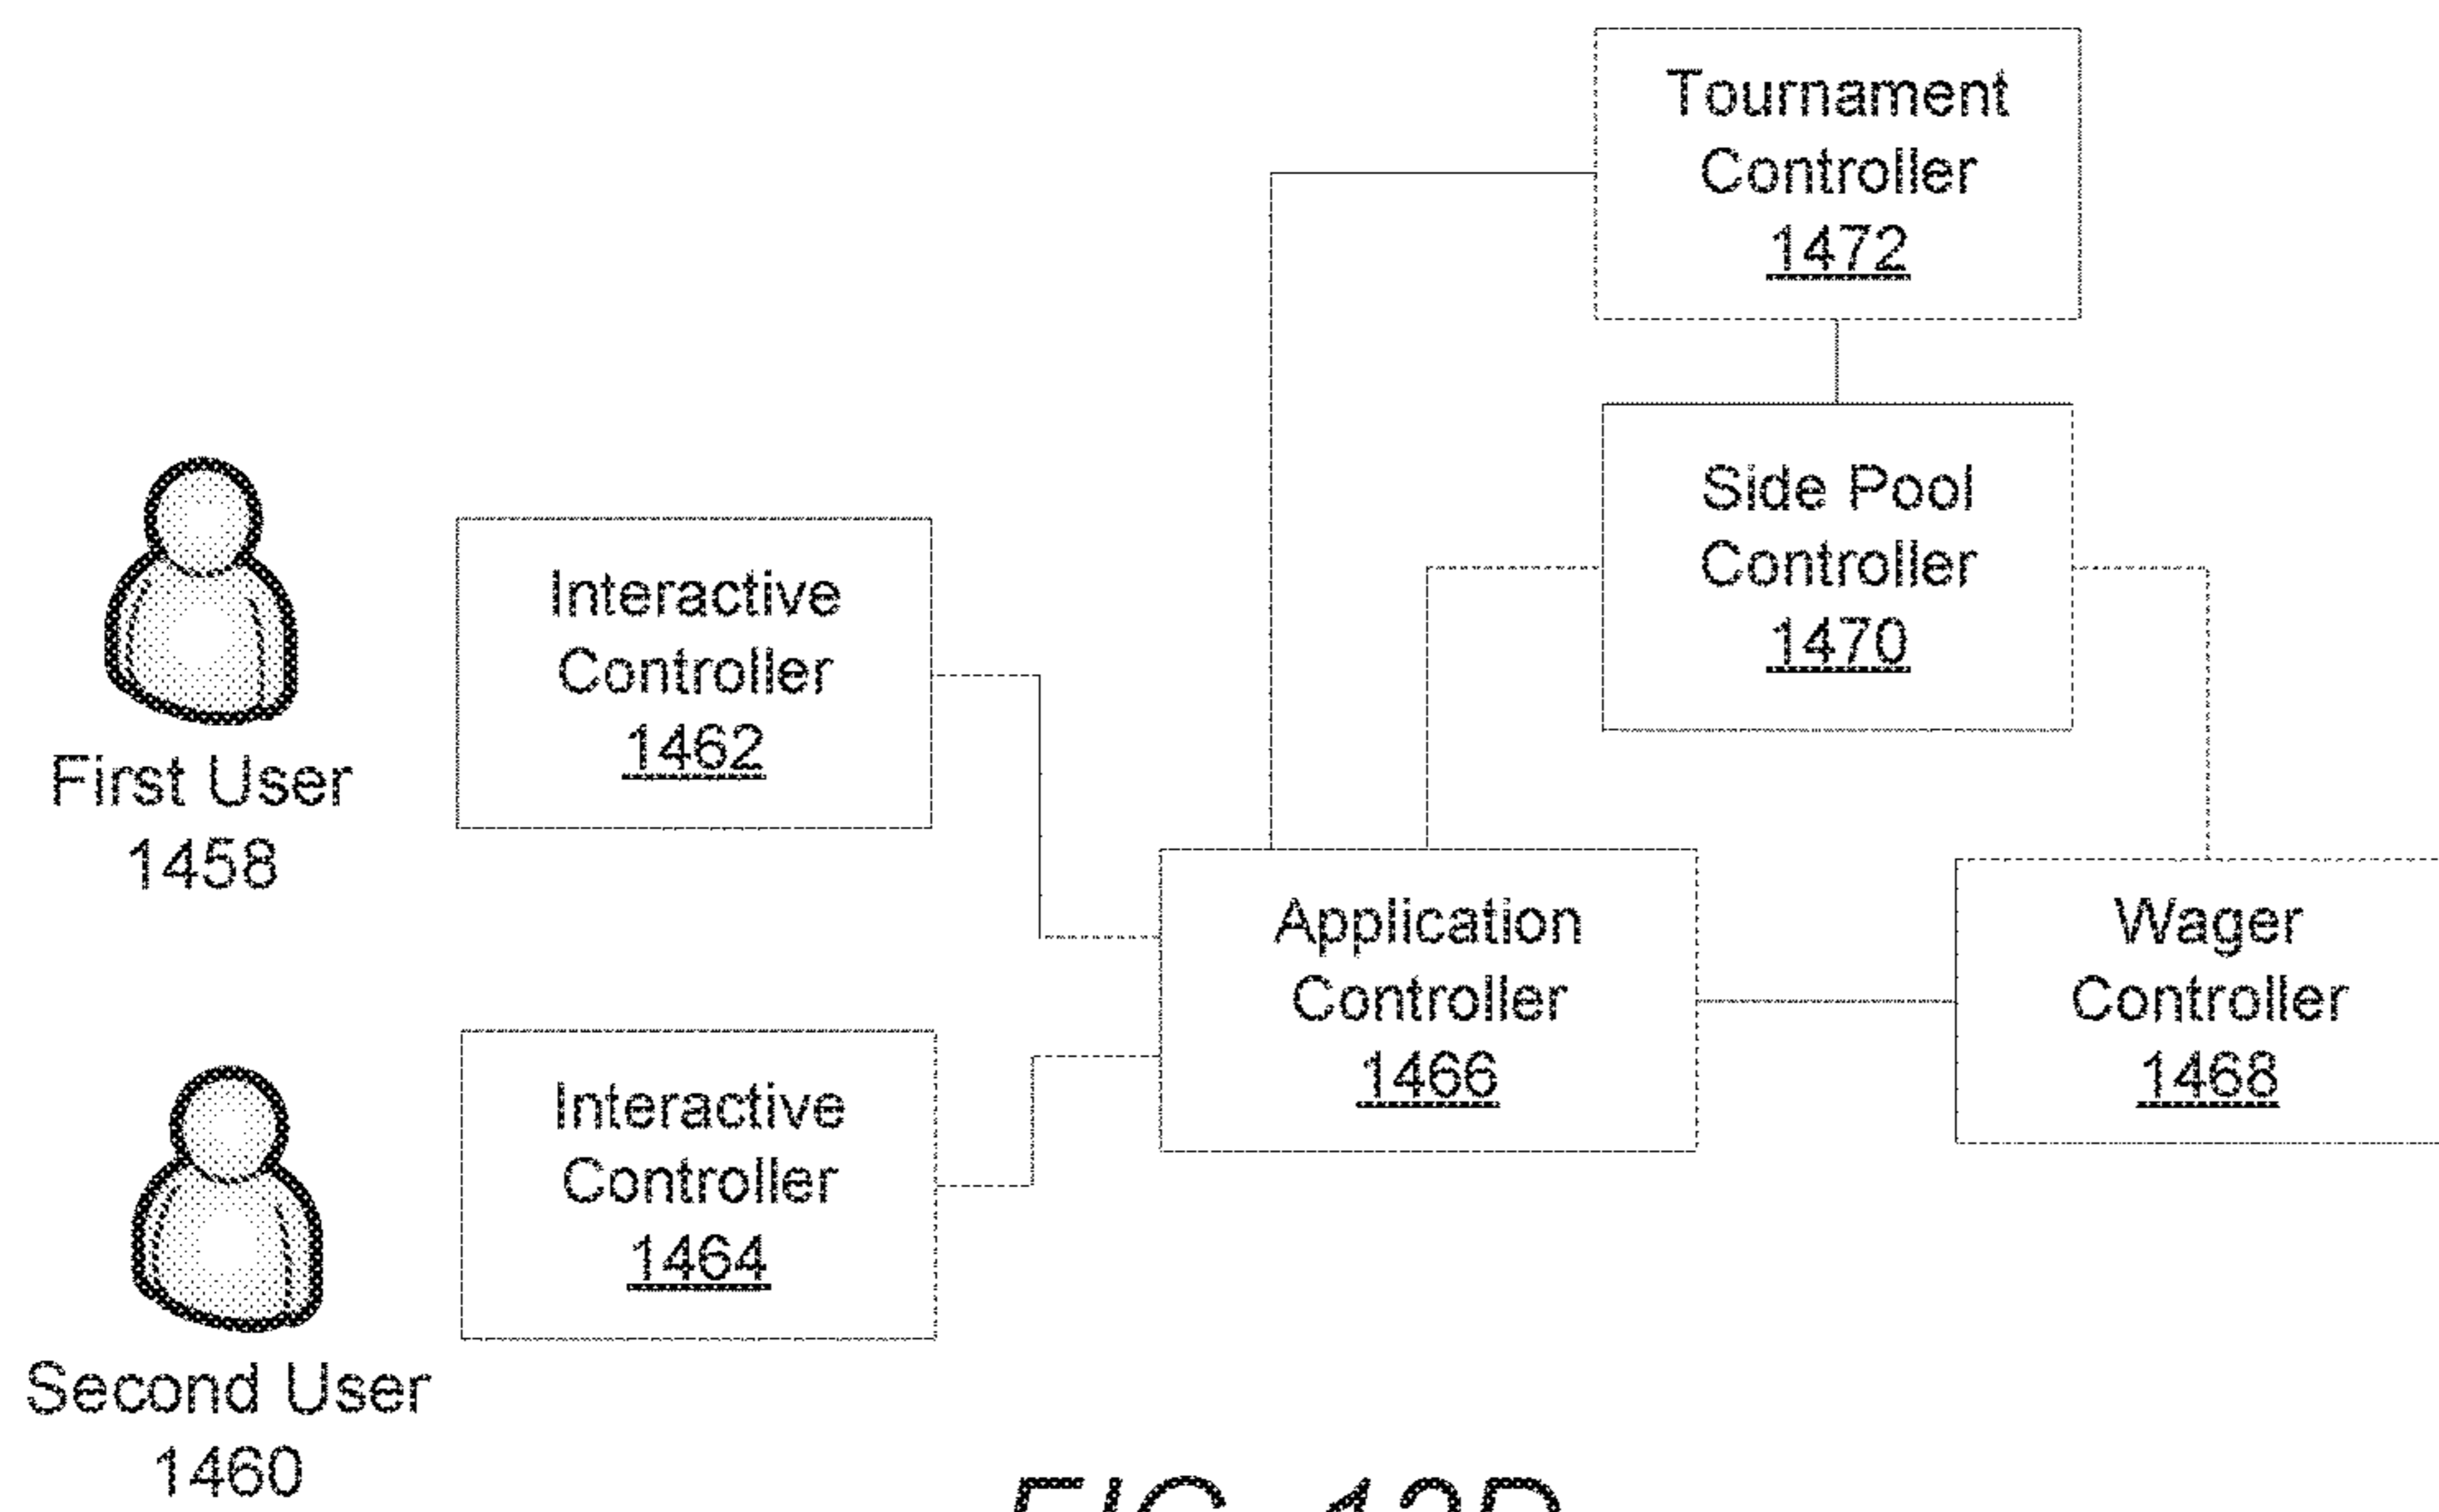 Tournament
Controller
1472
Side Pool
Controller
1470
Interactive
Controller
1462
First User
1458
Application
Controller
1466
Wager
Controller
1468
Interactive
Controller
1464
Second User
1460